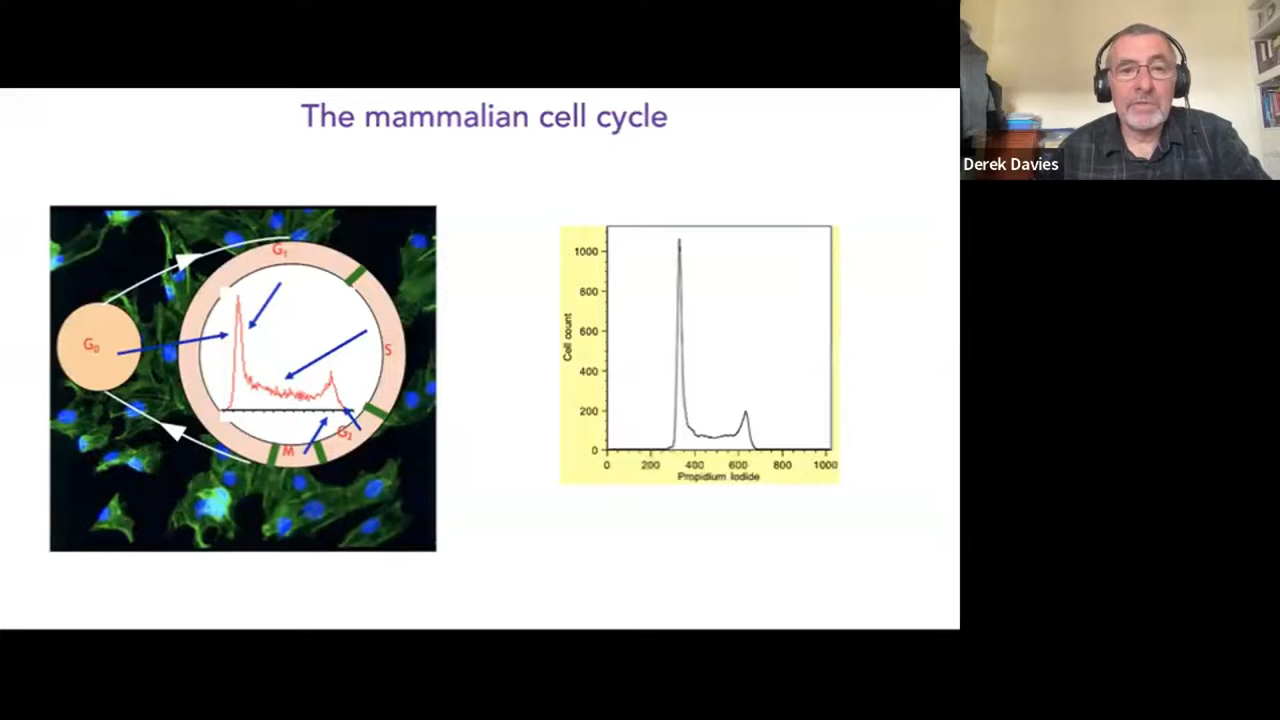 The mammalian cell cycle
Derek Davies
G₁
G₀
S
G₂
M
1000
800
600
400
200
0
Cell count
0 200 400 600 800 1000
Propidium Iodide